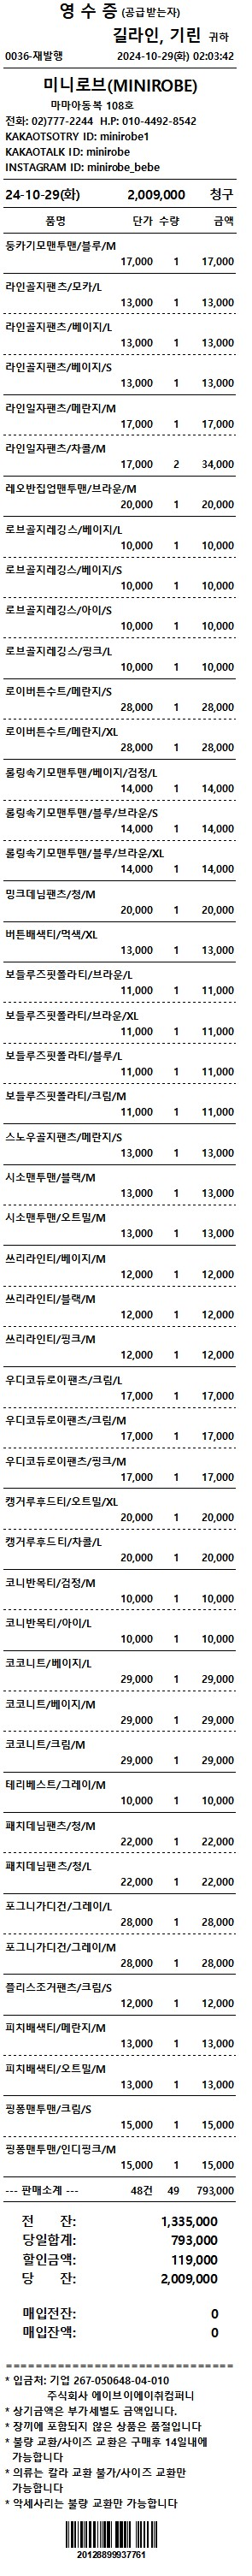 영 수 증 (공급받는자)
길라인, 기린 귀하
0036-재발행 2024-10-29(화) 02:03:42
미니로브(MINIROBE)
마마아동복 108호
전화: 02)777-2244 H.P: 010-4492-8542
KAKAOTSOTRY ID: minirobe1
KAKAOTALK ID: minirobe
INSTAGRAM ID: minirobe_bebe
24-10-29(화) 2,009,000 청구
품명 단가 수량 금액
둥카기모맨투맨/블루/M
17,000 1 17,000
라인골지팬츠/모카/L
13,000 1 13,000
라인골지팬츠/베이지/L
13,000 1 13,000
라인골지팬츠/베이지/S
13,000 1 13,000
라인일자팬츠/메란지/M
17,000 1 17,000
라인일자팬츠/차콜/M
17,000 2 34,000
레오반집업맨투맨/브라운/M
20,000 1 20,000
로브골지레깅스/베이지/L
10,000 1 10,000
로브골지레깅스/베이지/S
10,000 1 10,000
로브골지레깅스/아이/S
10,000 1 10,000
로브골지레깅스/핑크/L
10,000 1 10,000
로이버튼수트/메란지/S
28,000 1 28,000
로이버튼수트/메란지/XL
28,000 1 28,000
롤링속기모맨투맨/베이지/검정/L
14,000 1 14,000
롤링속기모맨투맨/블루/브라운/S
14,000 1 14,000
롤링속기모맨투맨/블루/브라운/XL
14,000 1 14,000
밍크데님팬츠/청/M
20,000 1 20,000
버튼배색티/먹색/XL
13,000 1 13,000
보들루즈핏폴라티/브라운/L
11,000 1 11,000
보들루즈핏폴라티/브라운/XL
11,000 1 11,000
보들루즈핏폴라티/블루/L
11,000 1 11,000
보들루즈핏폴라티/크림/M
11,000 1 11,000
스노우골지팬츠/메란지/S
13,000 1 13,000
시소맨투맨/블랙/M
13,000 1 13,000
시소맨투맨/오트밀/M
13,000 1 13,000
쓰리라인티/베이지/M
12,000 1 12,000
쓰리라인티/블랙/M
12,000 1 12,000
쓰리라인티/핑크/M
12,000 1 12,000
우디코듀로이팬츠/크림/L
17,000 1 17,000
우디코듀로이팬츠/크림/M
17,000 1 17,000
우디코듀로이팬츠/핑크/M
17,000 1 17,000
캥거루후드티/오트밀/XL
20,000 1 20,000
캥거루후드티/차콜/L
20,000 1 20,000
코니반목티/검정/M
10,000 1 10,000
코니반목티/아이/L
10,000 1 10,000
코코니트/베이지/L
29,000 1 29,000
코코니트/베이지/M
29,000 1 29,000
코코니트/크림/M
29,000 1 29,000
테리베스트/그레이/M
10,000 1 10,000
패치데님팬츠/청/M
22,000 1 22,000
패치데님팬츠/청/L
22,000 1 22,000
포그니가디건/그레이/L
28,000 1 28,000
포그니가디건/그레이/M
28,000 1 28,000
플리스조거팬츠/크림/S
12,000 1 12,000
피치배색티/메란지/M
13,000 1 13,000
피치배색티/오트밀/M
13,000 1 13,000
핑퐁맨투맨/크림/S
15,000 1 15,000
핑퐁맨투맨/인디핑크/M
15,000 1 15,000
--- 판매소계 --- 48건 49 793,000
전 잔: 1,335,000
당일합계: 793,000
할인금액: 119,000
당 잔: 2,009,000
매입전잔: 0
매입잔액: 0
* 입금처: 기업 267-050648-04-010
주식회사 에이브이에이취컴퍼니
* 상기금액은 부가세별도 금액입니다.
* 장끼에 포함되지 않은 상품은 품절입니다
* 불량 교환/사이즈 교환은 구매후 14일내에
가능합니다
* 의류는 칼라 교환 불가/사이즈 교환만
가능합니다
* 악세사리는 불량 교환만 가능합니다
20128899937761